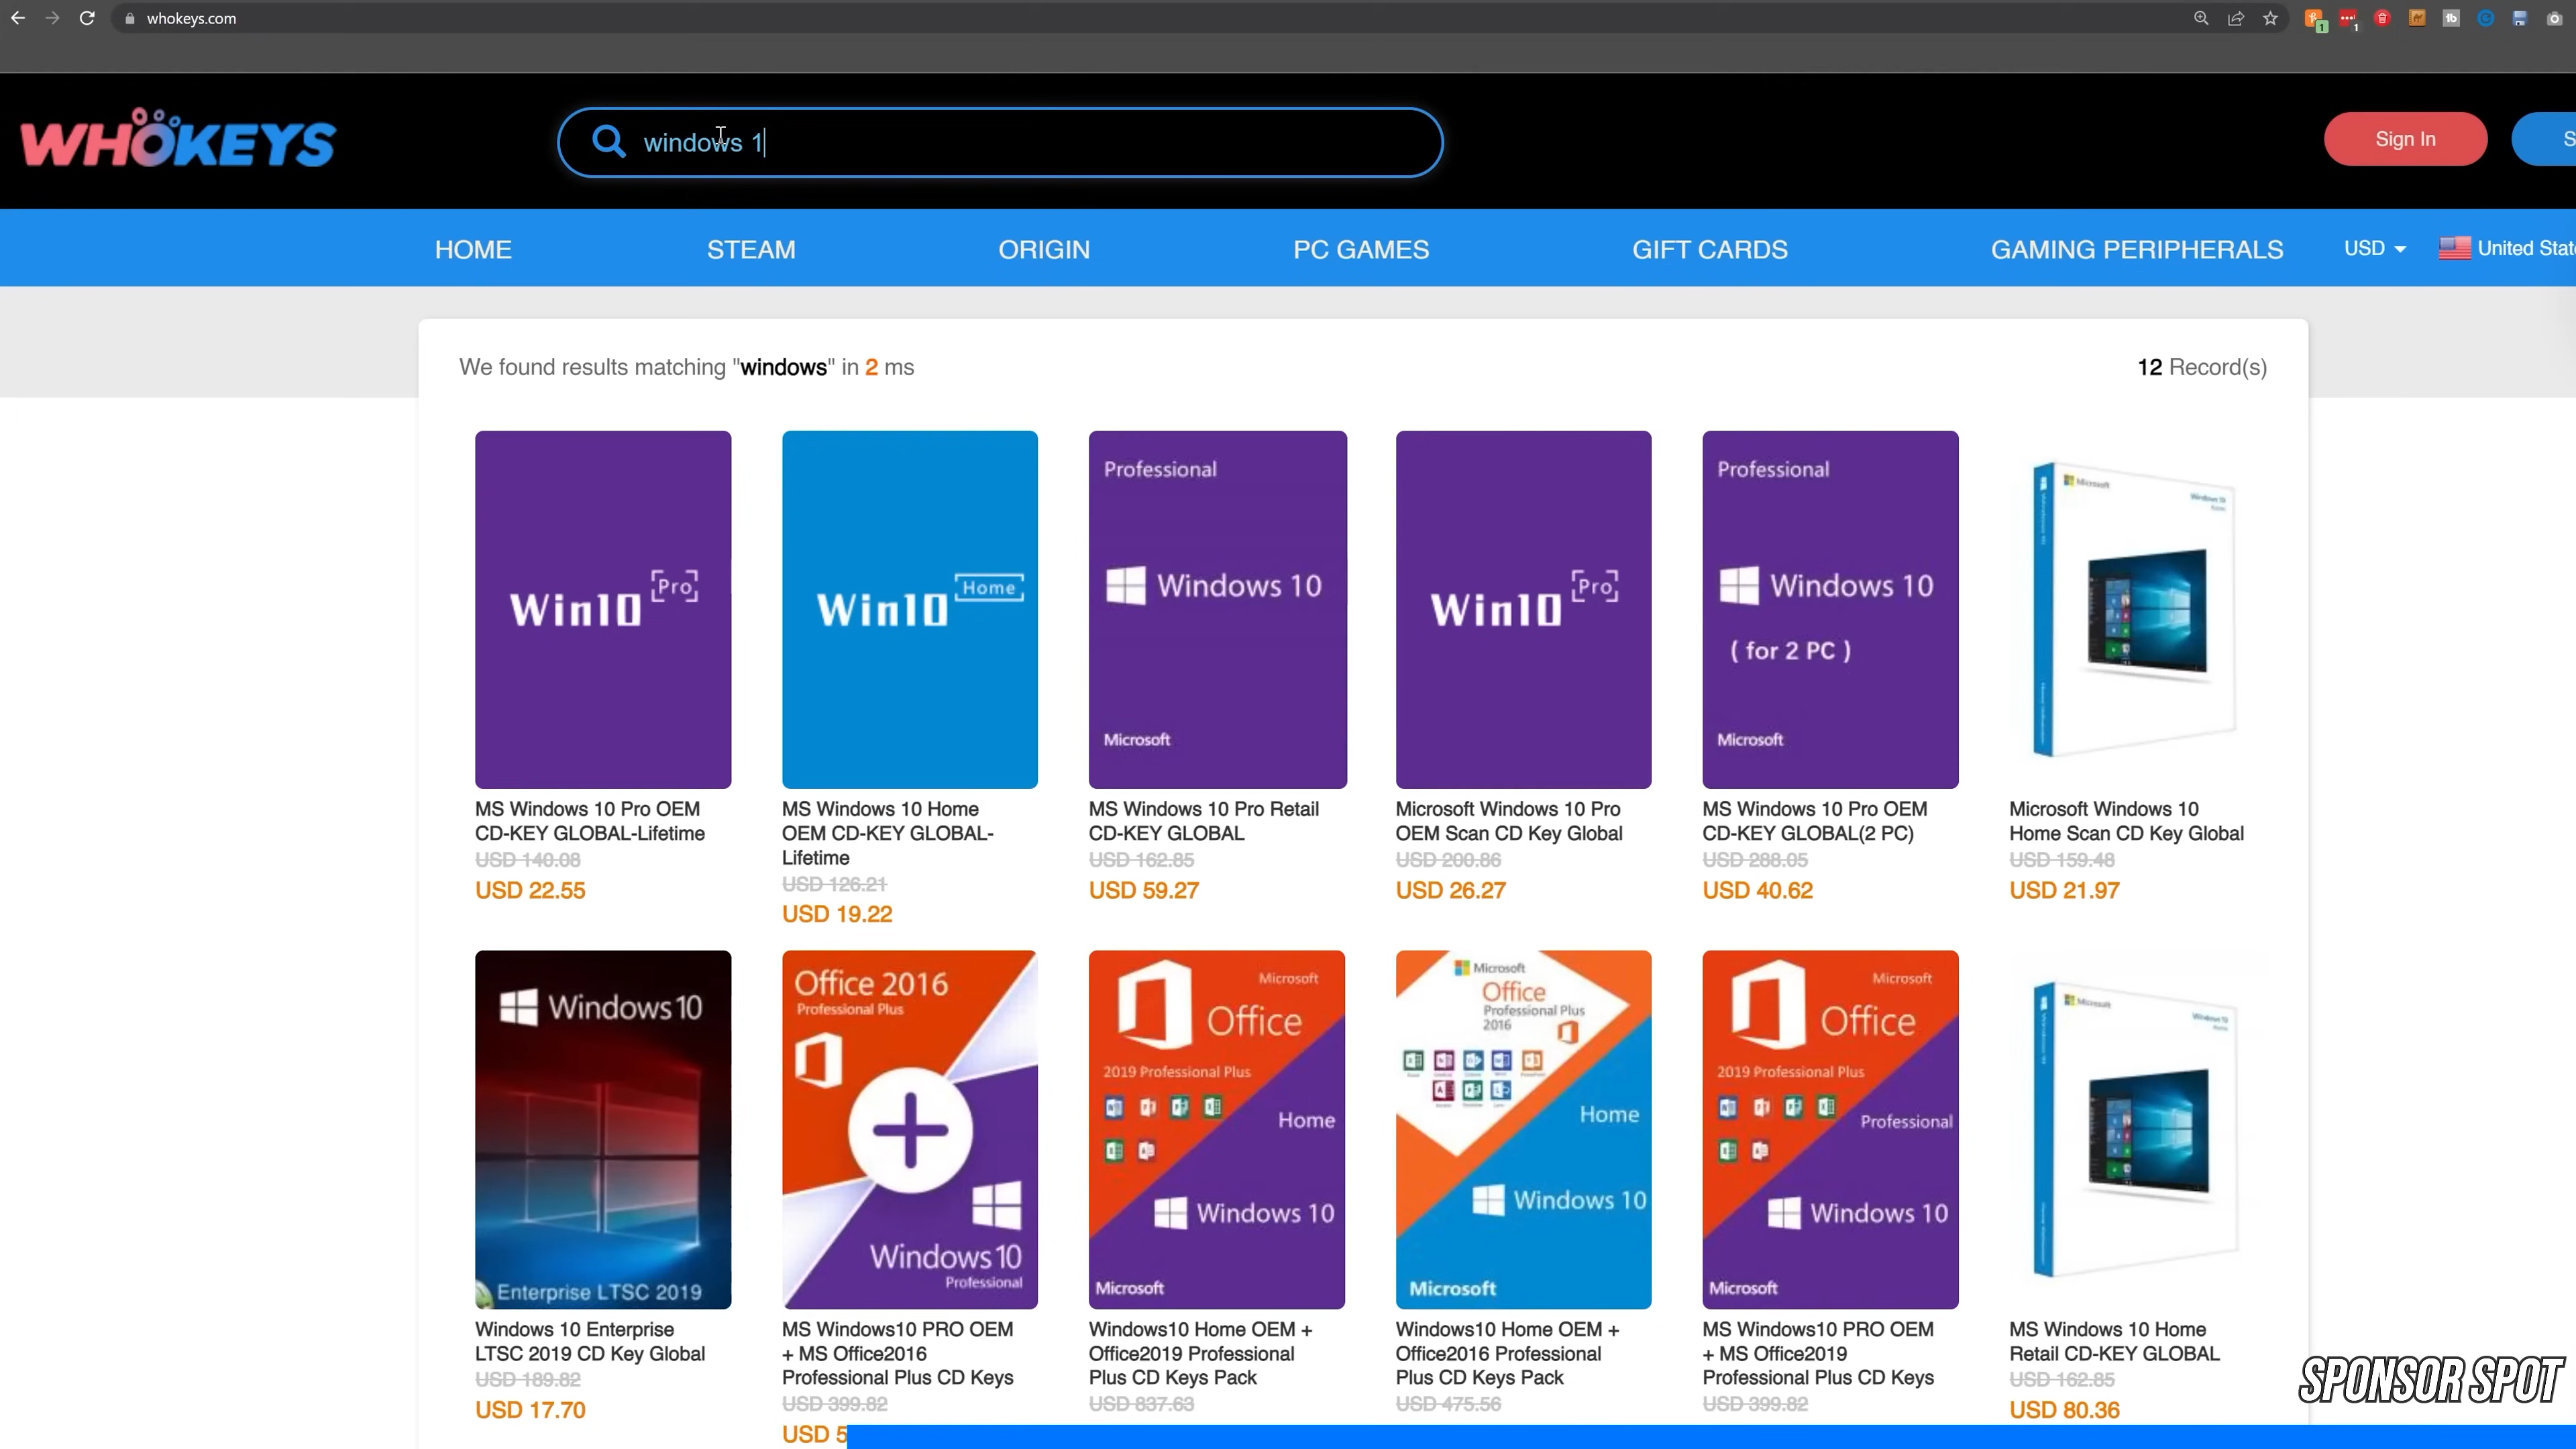 whokeys.com
WHOKEYS
windows 1
Sign In
HOME
STEAM
ORIGIN
PC GAMES
GIFT CARDS
GAMING PERIPHERALS
USD
United Stat
We found results matching "windows" in 2 ms
12 Record(s)
Win10 Pro
Win10 Home
Professional
Windows 10
Microsoft
Win10 Pro
Professional
Windows 10
( for 2 PC )
Microsoft
Microsoft
Windows 10
MS Windows 10 Pro OEM
CD-KEY GLOBAL-Lifetime
USD 140.08
USD 22.55
MS Windows 10 Home
OEM CD-KEY GLOBAL-
Lifetime
USD 126.21
USD 19.22
MS Windows 10 Pro Retail
CD-KEY GLOBAL
USD 162.85
USD 59.27
Microsoft Windows 10 Pro
OEM Scan CD Key Global
USD 200.86
USD 26.27
MS Windows 10 Pro OEM
CD-KEY GLOBAL(2 PC)
USD 288.05
USD 40.62
Microsoft Windows 10
Home Scan CD Key Global
USD 159.48
USD 21.97
Windows 10
Enterprise LTSC 2019
Office 2016
Professional Plus
Windows 10
Professional
Microsoft
Office
2019 Professional Plus
Home
Windows 10
Microsoft
Microsoft
Office
Professional Plus
2016
Home
Windows 10
Microsoft
Microsoft
Office
2019 Professional Plus
Professional
Windows 10
Microsoft
Microsoft
Windows 10
Windows 10 Enterprise
LTSC 2019 CD Key Global
USD 189.82
USD 17.70
MS Windows10 PRO OEM
+ MS Office2016
Professional Plus CD Keys
USD 399.82
USD 5
Windows10 Home OEM +
Office2019 Professional
Plus CD Keys Pack
USD 837.63
Windows10 Home OEM +
Office2016 Professional
Plus CD Keys Pack
USD 475.56
MS Windows10 PRO OEM
+ MS Office2019
Professional Plus CD Keys
USD 399.82
MS Windows 10 Home
Retail CD-KEY GLOBAL
USD 162.85
USD 80.36
SPONSOR SPOT